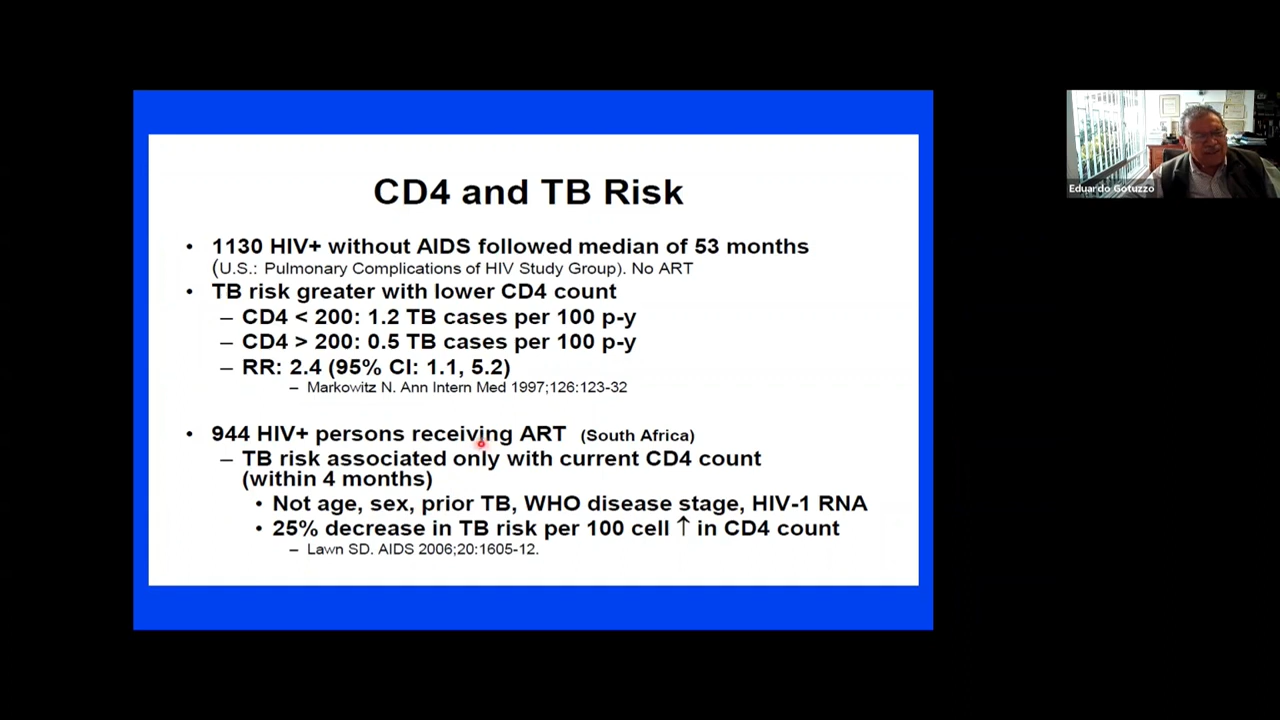 CD4 and TB Risk
• 1130 HIV+ without AIDS followed median of 53 months
(U.S.: Pulmonary Complications of HIV Study Group). No ART
• TB risk greater with lower CD4 count
– CD4 < 200: 1.2 TB cases per 100 p-y
– CD4 > 200: 0.5 TB cases per 100 p-y
– RR: 2.4 (95% CI: 1.1, 5.2)
– Markowitz N. Ann Intern Med 1997;126:123-32
• 944 HIV+ persons receiving ART (South Africa)
– TB risk associated only with current CD4 count
(within 4 months)
• Not age, sex, prior TB, WHO disease stage, HIV-1 RNA
• 25% decrease in TB risk per 100 cell ↑ in CD4 count
– Lawn SD. AIDS 2006;20:1605-12.
Eduardo Gotuzzo